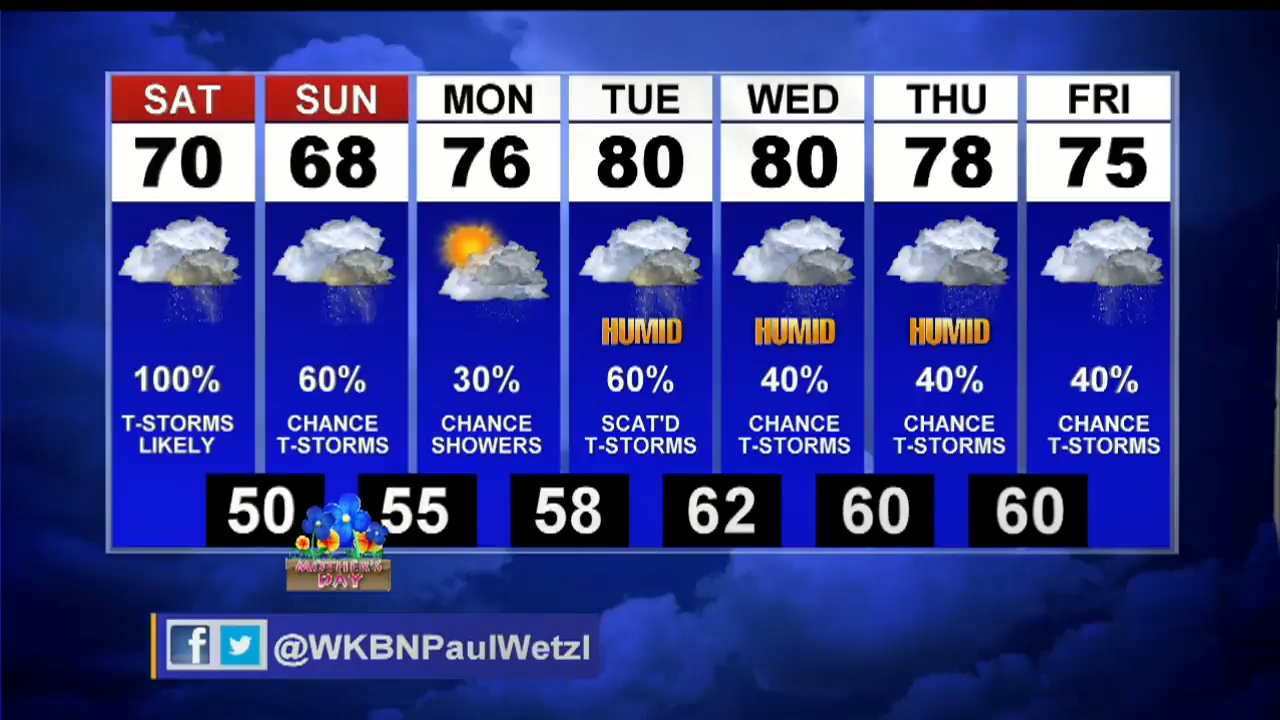 SAT SUN MON TUE WED THU FRI
70 68 76 80 80 78 75
HUMID HUMID HUMID
100% 60% 30% 60% 40% 40% 40%
T-STORMS CHANCE CHANCE SCAT'D CHANCE CHANCE CHANCE
LIKELY T-STORMS SHOWERS T-STORMS T-STORMS T-STORMS T-STORMS
50 55 58 62 60 60
MOTHER'S
DAY
f @WKBNPaulWetzl